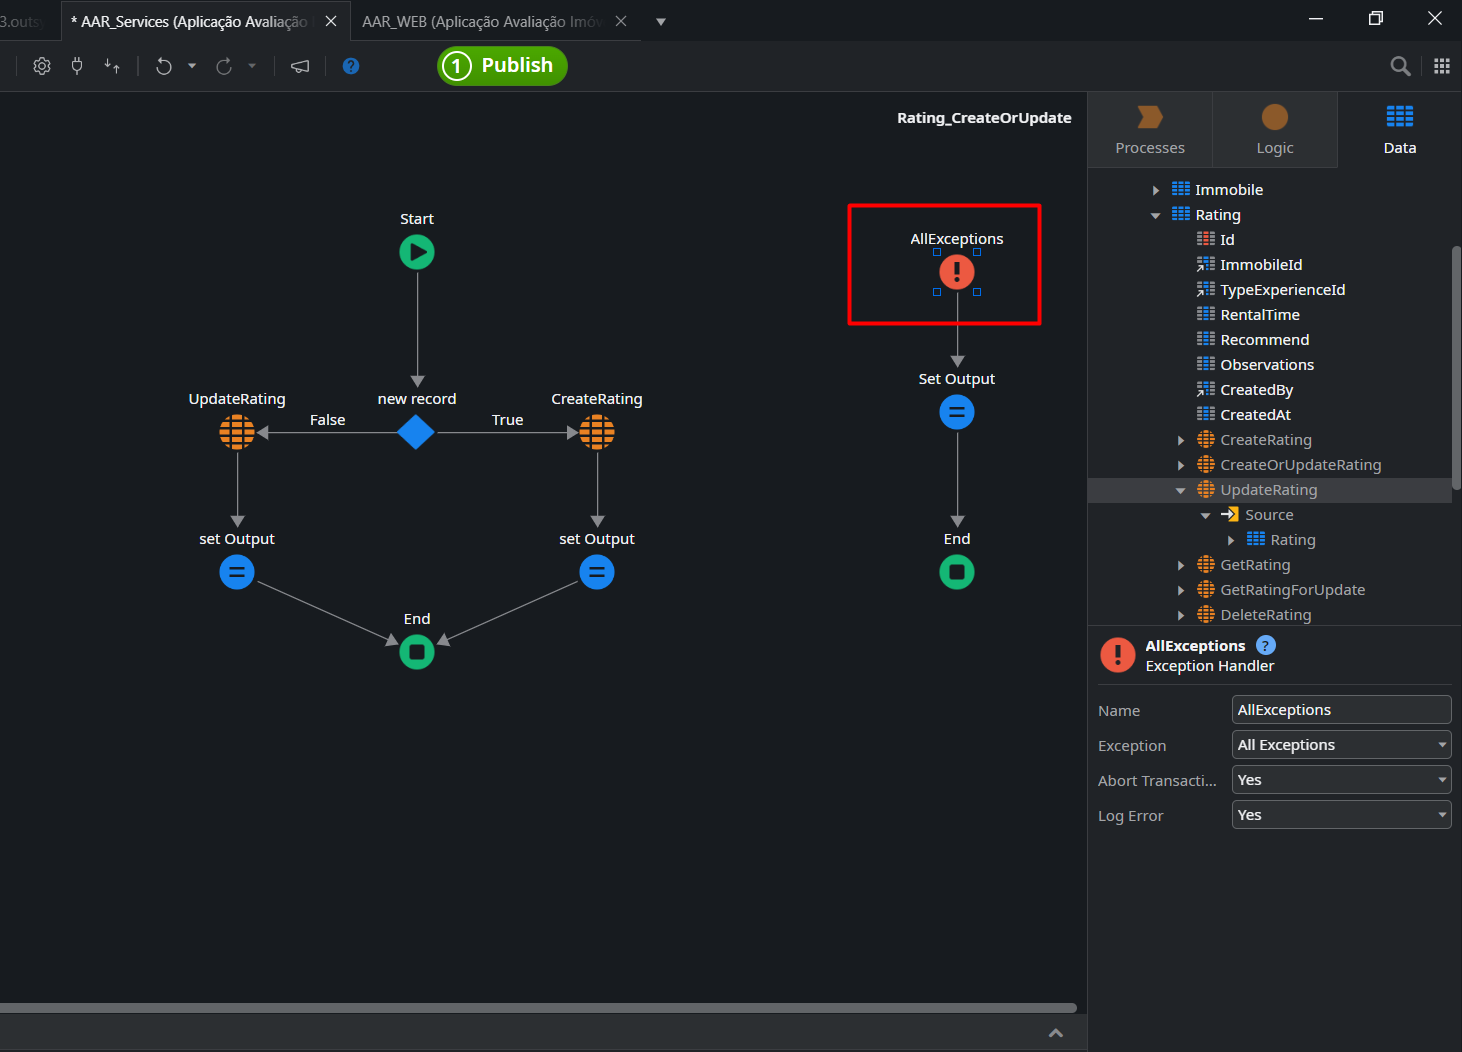 3.outsy
* AAR_Services (Aplicação Avaliação
AAR_WEB (Aplicação Avaliação Imóv
1 Publish
Rating_CreateOrUpdate
Processes
Logic
Data
Start
AllExceptions
Set Output
End
UpdateRating
new record
CreateRating
False
True
set Output
set Output
End
Immobile
Rating
Id
ImmobileId
TypeExperienceId
RentalTime
Recommend
Observations
CreatedBy
CreatedAt
CreateRating
CreateOrUpdateRating
UpdateRating
Source
Rating
GetRating
GetRatingForUpdate
DeleteRating
AllExceptions ?
Exception Handler
Name AllExceptions
Exception All Exceptions
Abort Transacti... Yes
Log Error Yes